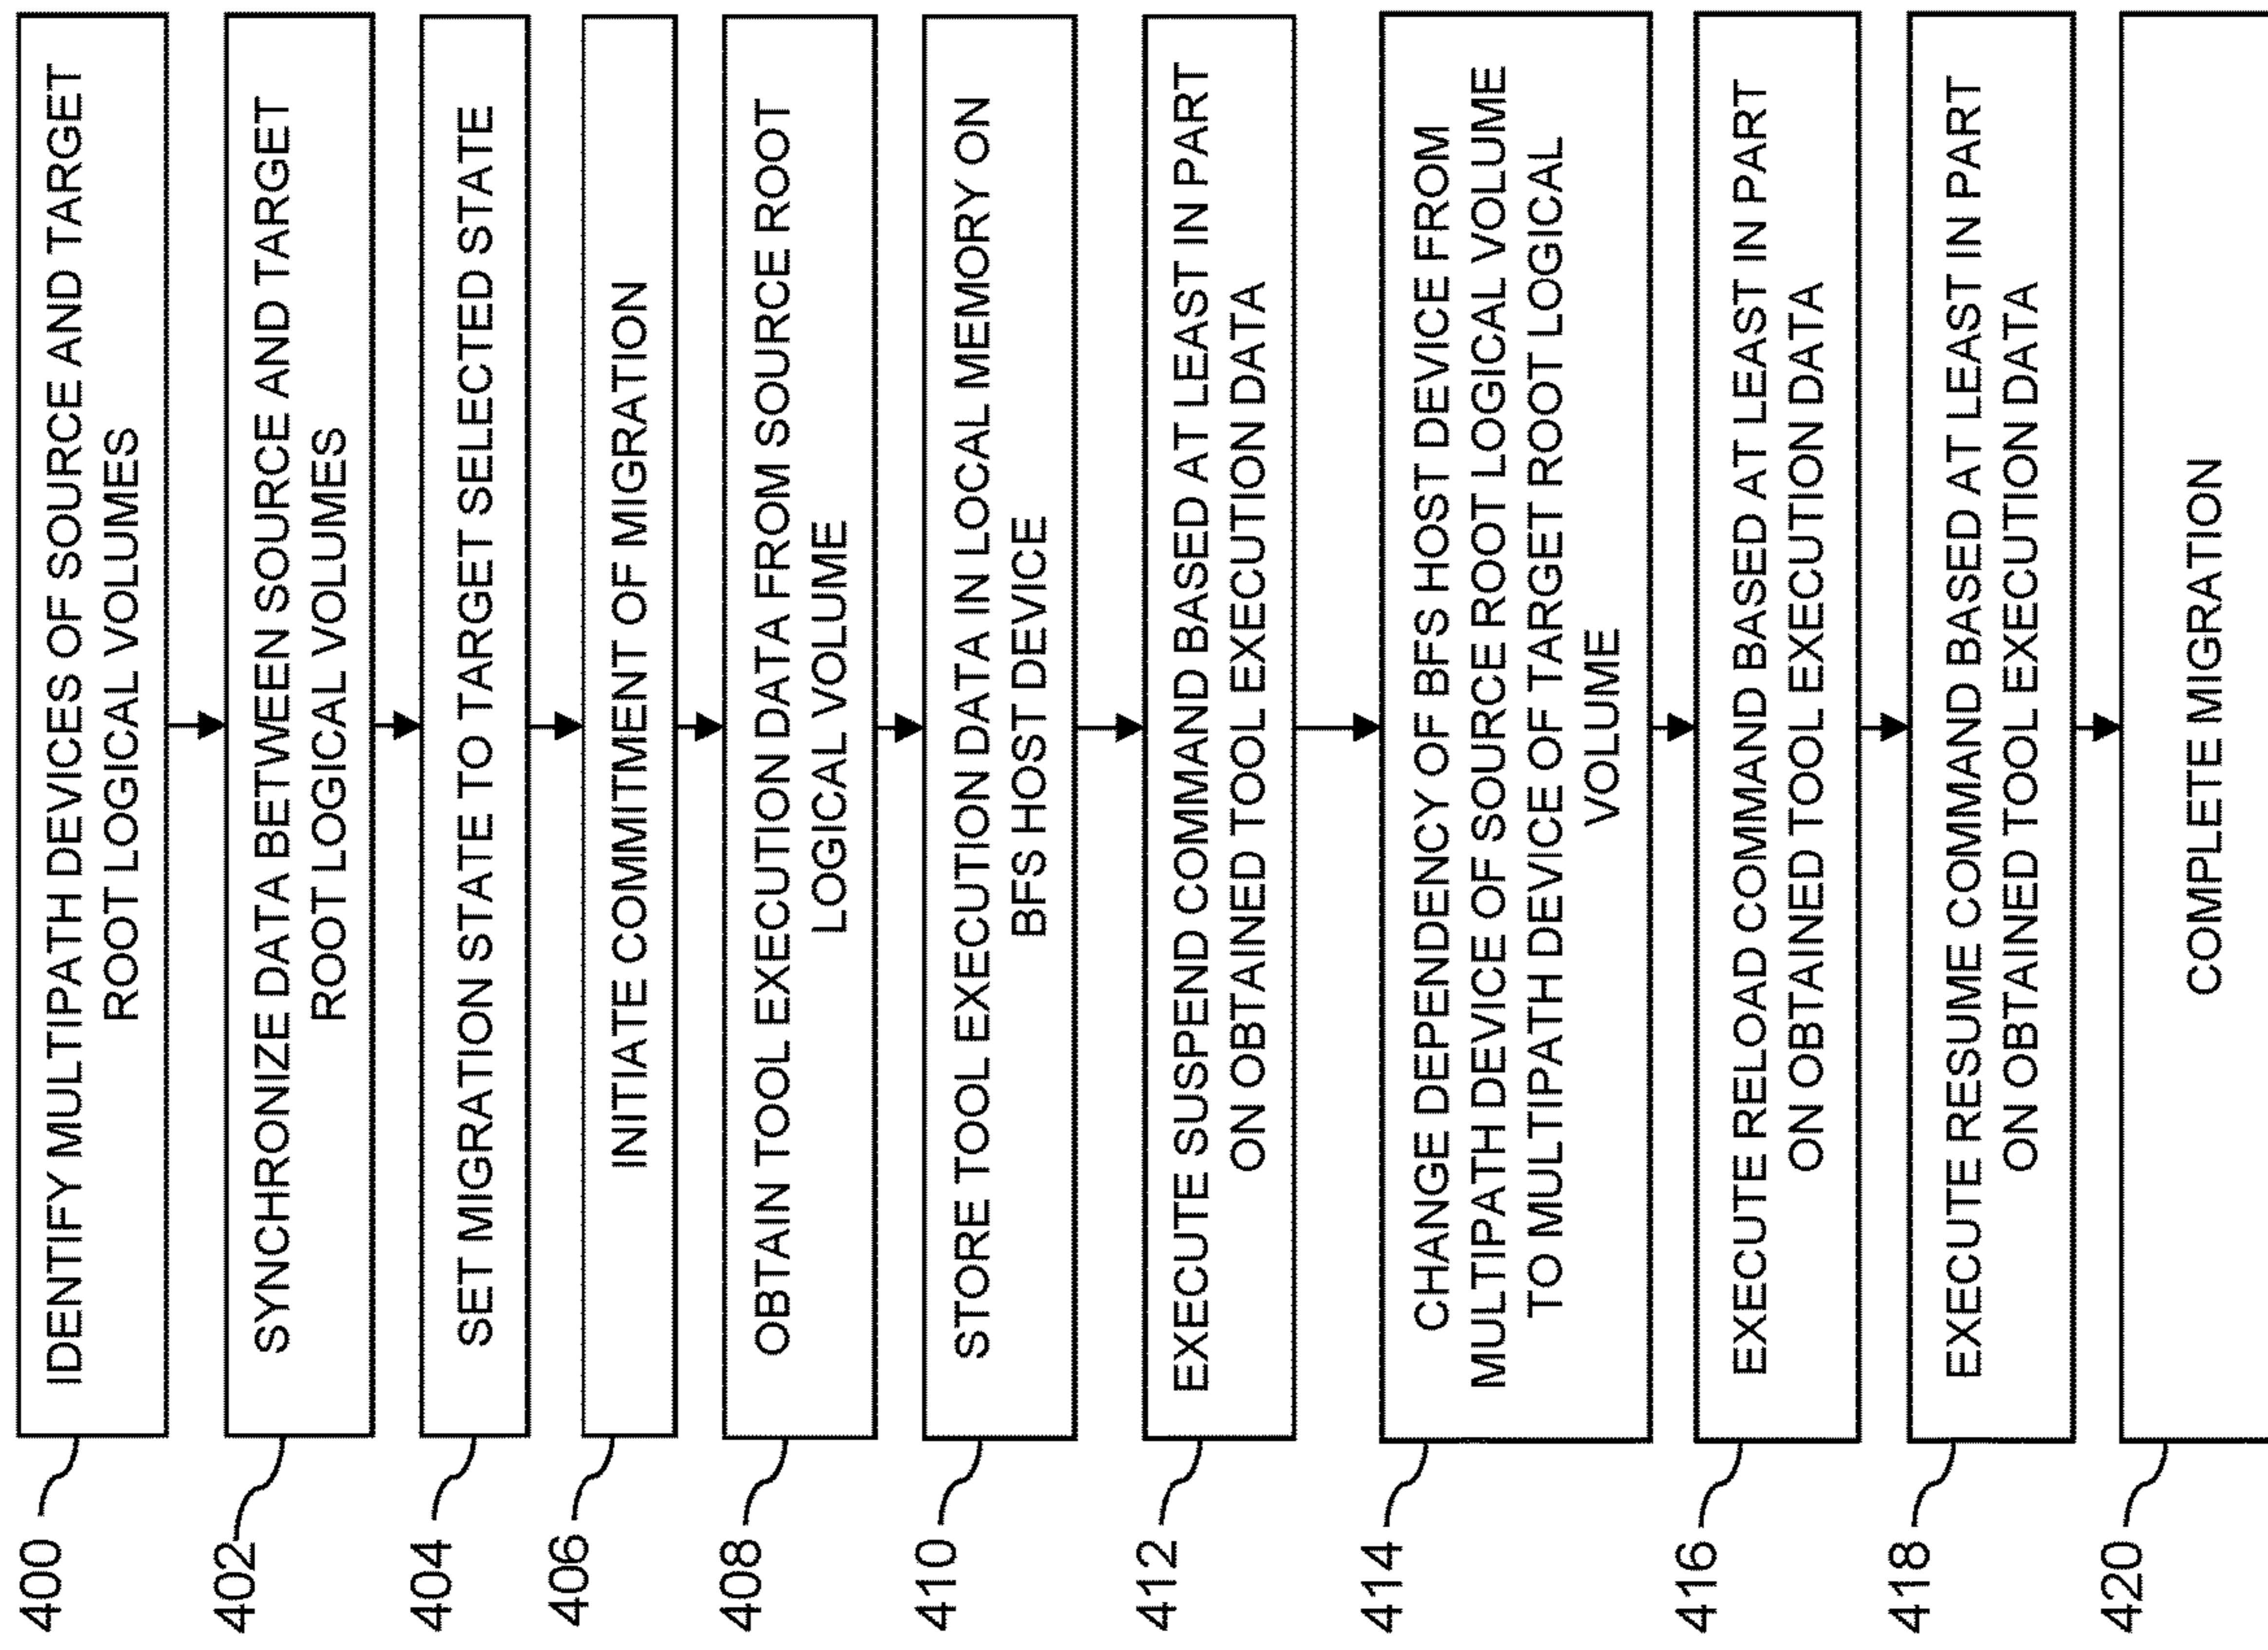 400
IDENTIFY MULTIPATH DEVICES OF SOURCE AND TARGET
ROOT LOGICAL VOLUMES
402
SYNCHRONIZE DATA BETWEEN SOURCE AND TARGET
ROOT LOGICAL VOLUMES
404
SET MIGRATION STATE TO TARGET SELECTED STATE
406
INITIATE COMMITMENT OF MIGRATION
408
OBTAIN TOOL EXECUTION DATA FROM SOURCE ROOT
LOGICAL VOLUME
410
STORE TOOL EXECUTION DATA IN LOCAL MEMORY ON
BFS HOST DEVICE
412
EXECUTE SUSPEND COMMAND BASED AT LEAST IN PART
ON OBTAINED TOOL EXECUTION DATA
414
CHANGE DEPENDENCY OF BFS HOST DEVICE FROM
MULTIPATH DEVICE OF SOURCE ROOT LOGICAL VOLUME
TO MULTIPATH DEVICE OF TARGET ROOT LOGICAL
VOLUME
416
EXECUTE RELOAD COMMAND BASED AT LEAST IN PART
ON OBTAINED TOOL EXECUTION DATA
418
EXECUTE RESUME COMMAND BASED AT LEAST IN PART
ON OBTAINED TOOL EXECUTION DATA
420
COMPLETE MIGRATION